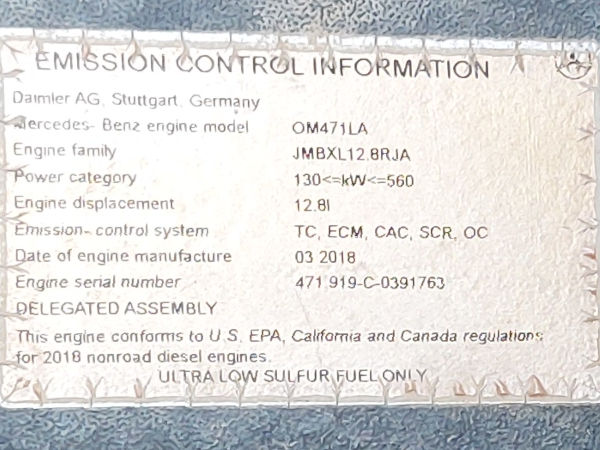 EMISSION CONTROL INFORMATION
Daimler AG, Stuttgart, Germany
Mercedes- Benz engine model OM471LA
Engine family JMBXL12.8RJA
Power category 130<=kW<=560
Engine displacement 12.8l
Emission- control system TC, ECM, CAC, SCR, OC
Date of engine manufacture 03 2018
Engine serial number 471.919-C-0391763
DELEGATED ASSEMBLY
This engine conforms to U.S. EPA, California and Canada regulations
for 2018 nonroad diesel engines.
ULTRA LOW SULFUR FUEL ONLY